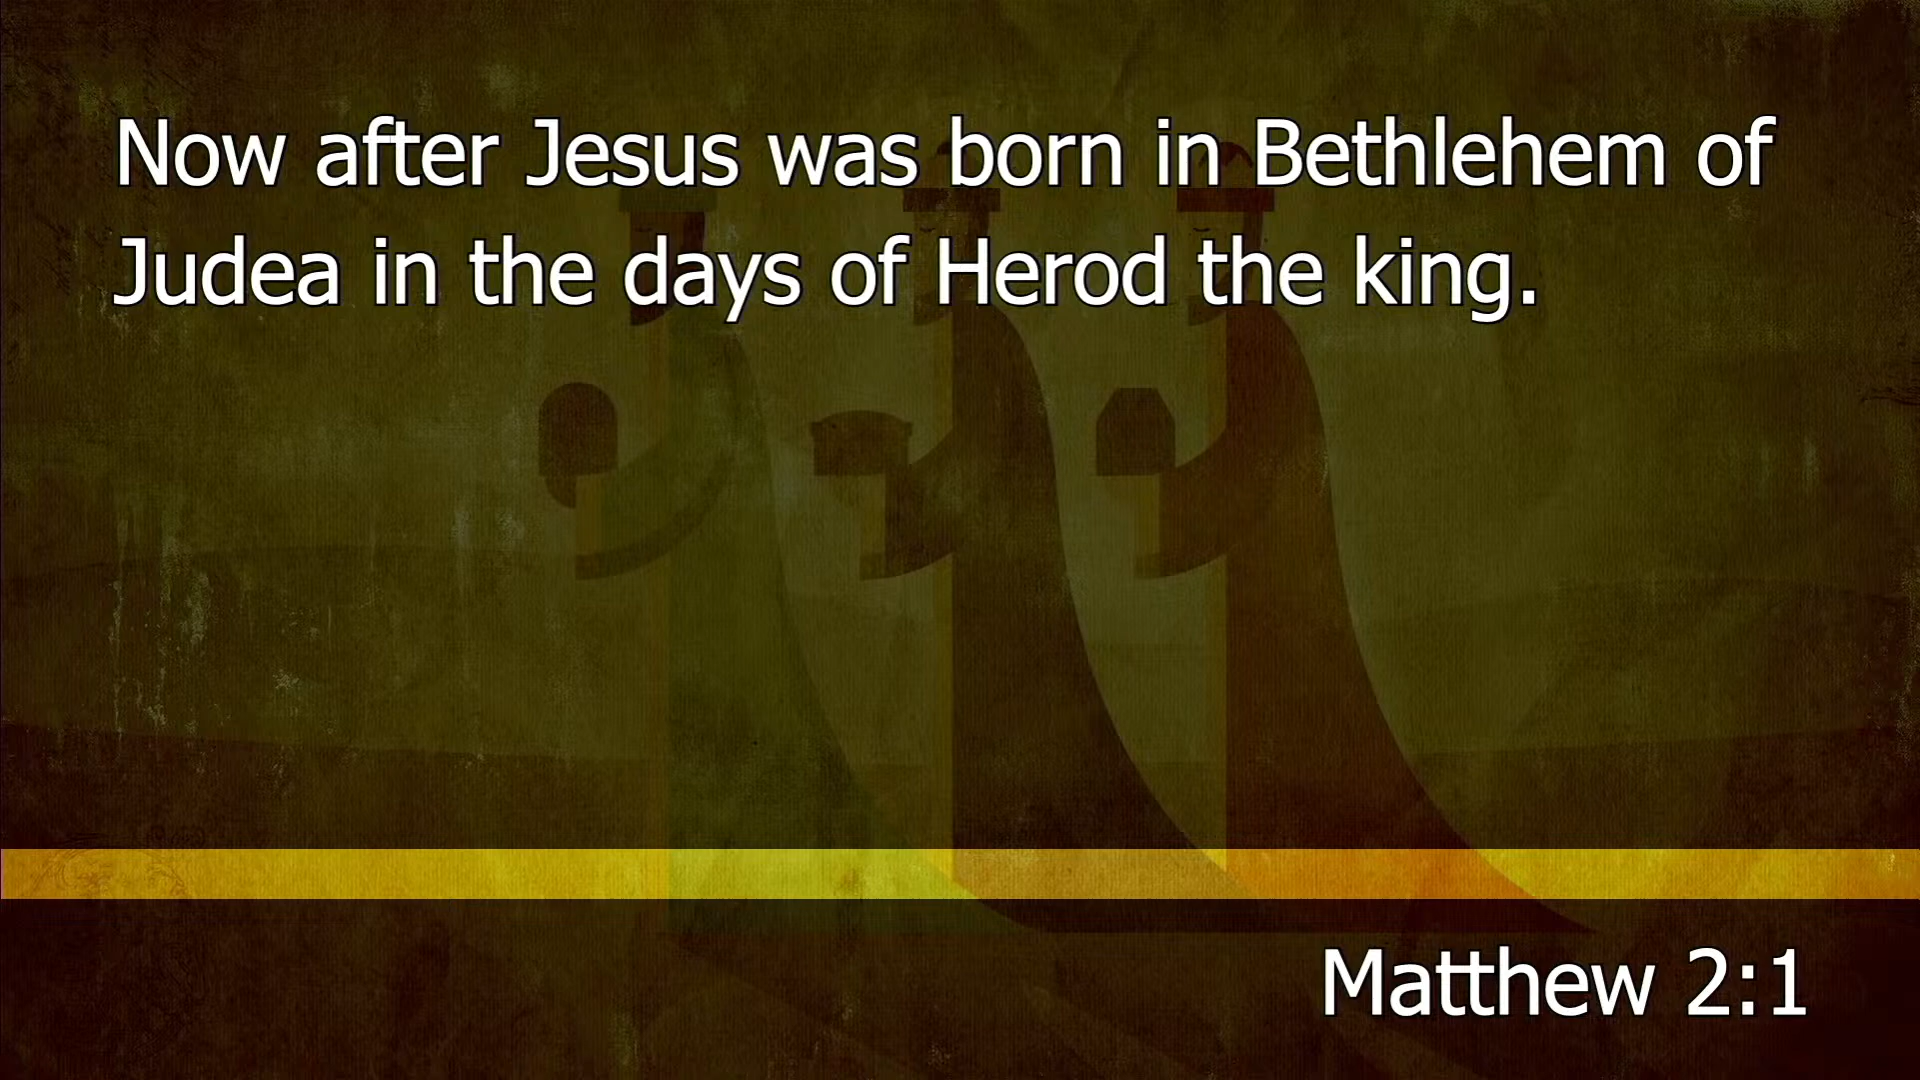 Now after Jesus was born in Bethlehem of
Judea in the days of Herod the king.
Matthew 2:1